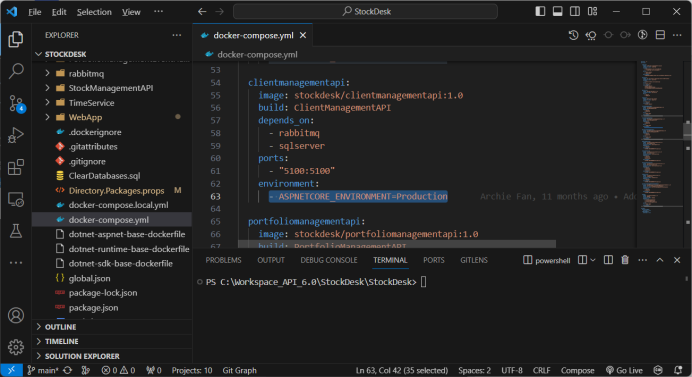 File Edit Selection View ... StockDesk
EXPLORER
STOCKDESK
rabbitmq
StockManagementAPI
TimeService
WebApp
.dockerignore
.gitattributes
.gitignore
ClearDatabases.sql
Directory.Packages.props M
docker-compose.local.yml
docker-compose.yml
dotnet-aspnet-base-dockerfile
dotnet-runtime-base-dockerfile
dotnet-sdk-base-dockerfile
global.json
package-lock.json
package.json
OUTLINE
TIMELINE
SOLUTION EXPLORER
4
docker-compose.yml
docker-compose.yml
53
54 clientmanagementapi:
55 image: stockdesk/clientmanagementapi:1.0
56 build: ClientManagementAPI
57 depends_on:
58 - rabbitmq
59 - sqlserver
60 ports:
61 - "5100:5100"
62 environment:
63 - ASPNETCORE_ENVIRONMENT=Production Archie Fan, 11 months ago • Ad
64
65 portfoliomanagementapi:
66 image: stockdesk/portfoliomanagementapi:1.0
67 build: PortfolioManagementAPI
PROBLEMS OUTPUT DEBUG CONSOLE TERMINAL PORTS GITLENS powershell
PS C:\Workspace_API_6.0\StockDesk\StockDesk>
main* 0 0 0 Projects: 10 Git Graph Ln 63, Col 42 (35 selected) Spaces: 2 UTF-8 CRLF Compose Go Live